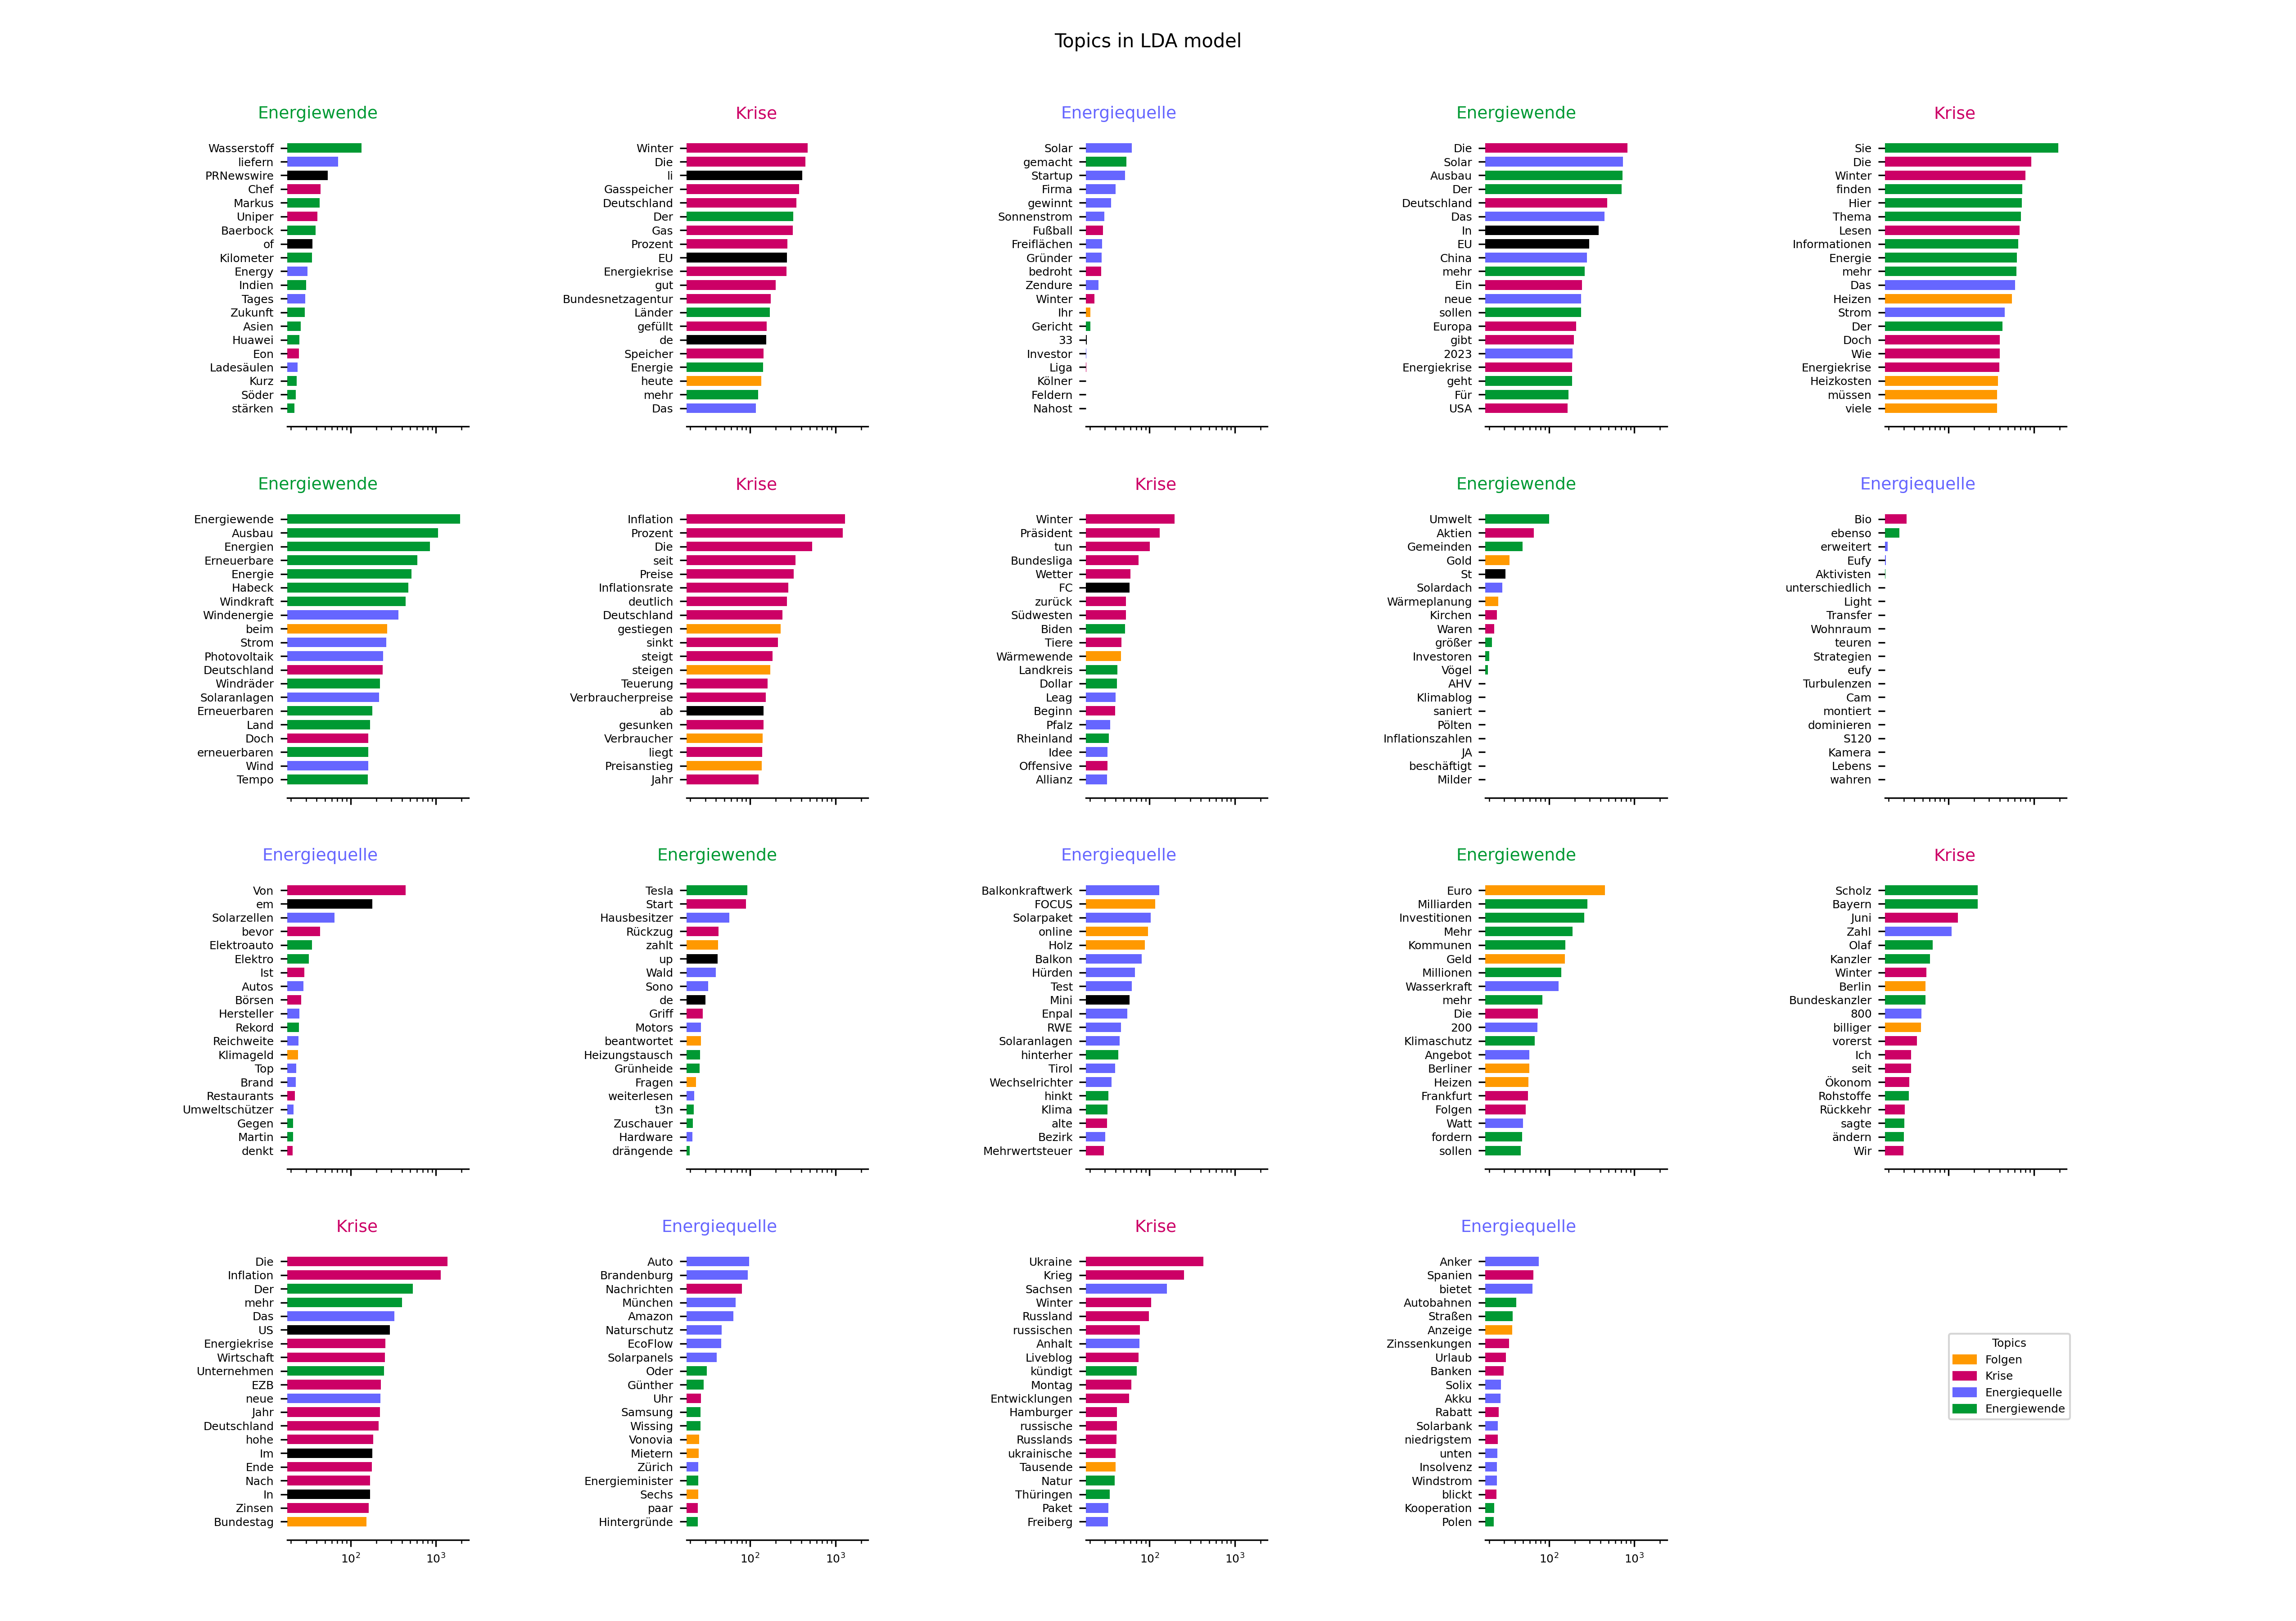 Topics in LDA model
Energiewende
Wasserstoff
liefern
PRNewswire
Chef
Markus
Uniper
Baerbock
of
Kilometer
Energy
Indien
Tages
Zukunft
Asien
Huawei
Eon
Ladesäulen
Kurz
Söder
stärken
Krise
Winter
Die
li
Gasspeicher
Deutschland
Der
Gas
Prozent
EU
Energiekrise
gut
Bundesnetzagentur
Länder
gefüllt
de
Speicher
Energie
heute
mehr
Das
Energiequelle
Solar
gemacht
Startup
Firma
gewinnt
Sonnenstrom
Fußball
Freiflächen
Gründer
bedroht
Zendure
Winter
Ihr
Gericht
33
Investor
Liga
Kölner
Feldern
Nahost
Energiewende
Die
Solar
Ausbau
Der
Deutschland
Das
In
EU
China
mehr
Ein
neue
sollen
Europa
gibt
2023
Energiekrise
geht
Für
USA
Krise
Sie
Die
Winter
finden
Hier
Thema
Lesen
Informationen
Energie
mehr
Das
Heizen
Strom
Der
Doch
Wie
Energiekrise
Heizkosten
müssen
viele
Energiewende
Energiewende
Ausbau
Energien
Erneuerbare
Energie
Habeck
Windkraft
Windenergie
beim
Strom
Photovoltaik
Deutschland
Windräder
Solaranlagen
Erneuerbaren
Land
Doch
erneuerbaren
Wind
Tempo
Krise
Inflation
Prozent
Die
seit
Preise
Inflationsrate
deutlich
Deutschland
gestiegen
sinkt
steigt
steigen
Teuerung
Verbraucherpreise
ab
gesunken
Verbraucher
liegt
Preisanstieg
Jahr
Krise
Winter
Präsident
tun
Bundesliga
Wetter
FC
zurück
Südwesten
Biden
Tiere
Wärmewende
Landkreis
Dollar
Leag
Beginn
Pfalz
Rheinland
Idee
Offensive
Allianz
Energiewende
Umwelt
Aktien
Gemeinden
Gold
St
Solardach
Wärmeplanung
Kirchen
Waren
größer
Investoren
Vögel
AHV
Klimablog
saniert
Pölten
Inflationszahlen
JA
beschäftigt
Milder
Energiequelle
Bio
ebenso
erweitert
Eufy
Aktivisten
unterschiedlich
Light
Transfer
Wohnraum
teuren
Strategien
eufy
Turbulenzen
Cam
montiert
dominieren
S120
Kamera
Lebens
wahren
Energiequelle
Von
em
Solarzellen
bevor
Elektroauto
Elektro
Ist
Autos
Börsen
Hersteller
Rekord
Reichweite
Klimageld
Top
Brand
Restaurants
Umweltschützer
Gegen
Martin
denkt
Energiewende
Tesla
Start
Hausbesitzer
Rückzug
zahlt
up
Wald
Sono
de
Griff
Motors
beantwortet
Heizungstausch
Grünheide
Fragen
weiterlesen
t3n
Zuschauer
Hardware
drängende
Energiequelle
Balkonkraftwerk
FOCUS
Solarpaket
online
Holz
Balkon
Hürden
Test
Mini
Enpal
RWE
Solaranlagen
hinterher
Tirol
Wechselrichter
hinkt
Klima
alte
Bezirk
Mehrwertsteuer
Energiewende
Euro
Milliarden
Investitionen
Mehr
Kommunen
Geld
Millionen
Wasserkraft
mehr
Die
200
Klimaschutz
Angebot
Berliner
Heizen
Frankfurt
Folgen
Watt
fordern
sollen
Krise
Scholz
Bayern
Juni
Zahl
Olaf
Kanzler
Winter
Berlin
Bundeskanzler
800
billiger
vorerst
Ich
seit
Ökonom
Rohstoffe
Rückkehr
sagte
ändern
Wir
Krise
Die
Inflation
Der
mehr
Das
US
Energiekrise
Wirtschaft
Unternehmen
EZB
neue
Jahr
Deutschland
hohe
Im
Ende
Nach
In
Zinsen
Bundestag
10² 10³
Energiequelle
Auto
Brandenburg
Nachrichten
München
Amazon
Naturschutz
EcoFlow
Solarpanels
Oder
Günther
Uhr
Samsung
Wissing
Vonovia
Mietern
Zürich
Energieminister
Sechs
paar
Hintergründe
10² 10³
Krise
Ukraine
Krieg
Sachsen
Winter
Russland
russischen
Anhalt
Liveblog
kündigt
Montag
Entwicklungen
Hamburger
russische
Russlands
ukrainische
Tausende
Natur
Thüringen
Paket
Freiberg
10² 10³
Energiequelle
Anker
Spanien
bietet
Autobahnen
Straßen
Anzeige
Zinssenkungen
Urlaub
Banken
Solix
Akku
Rabatt
Solarbank
niedrigstem
unten
Insolvenz
Windstrom
blickt
Kooperation
Polen
10² 10³
Topics
Folgen
Krise
Energiequelle
Energiewende